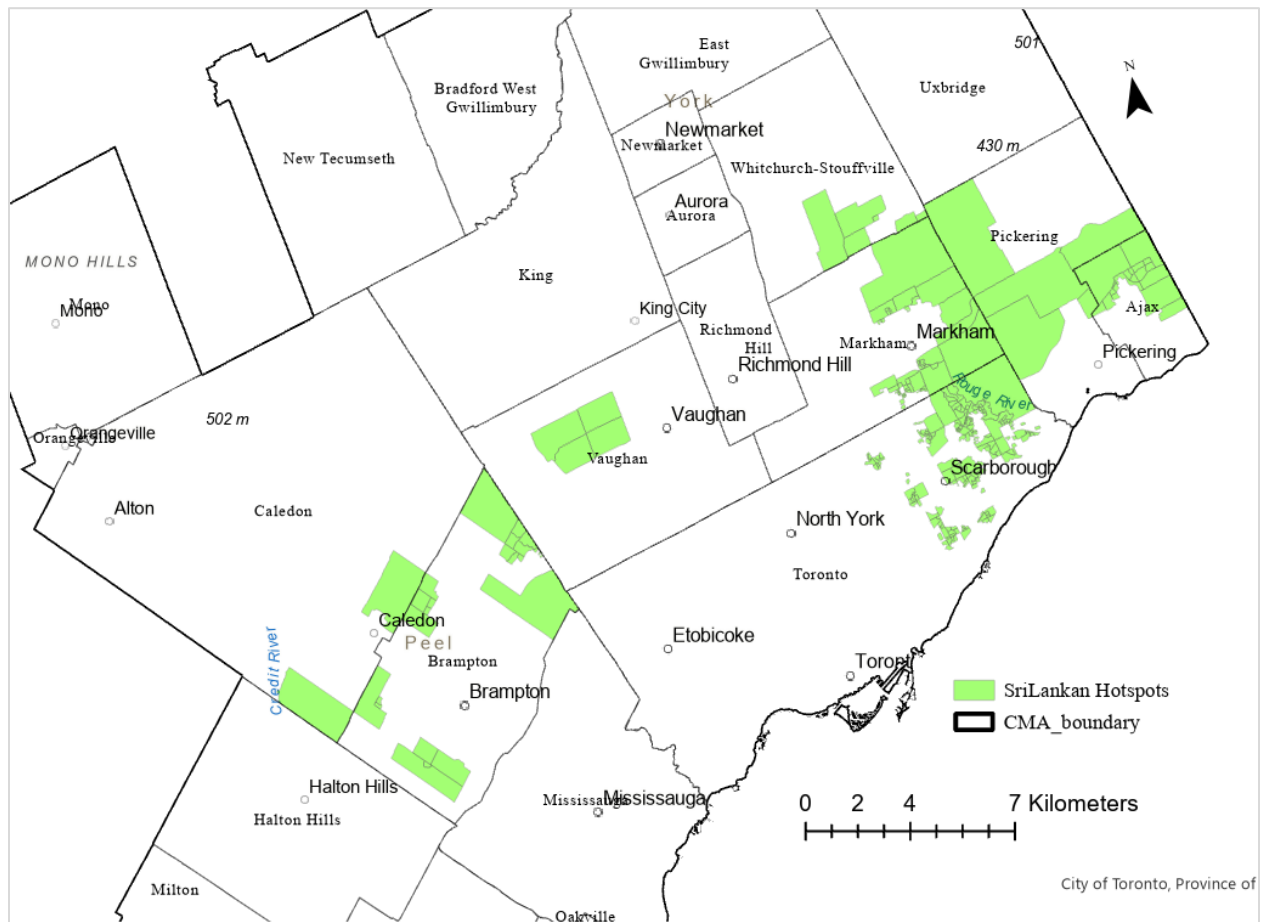 501
East
Gwillimbury
N
Bradford West
Gwillimbury
Uxbridge
York
Newmarket
Newmarket
430 m
New Tecumseth
Whitchurch-Stouffville
Aurora
Aurora
Pickering
MONO HILLS
King
Mono
Mono
Ajax
King City
Richmond
Hill
Markham
Markham
Pickering
Richmond Hill
Rouge River
502 m
Vaughan
Orangeville
Orangeville
Vaughan
Scarborough
Alton
Caledon
North York
Toronto
Caledon
Peel
Etobicoke
Credit River
Brampton
Toront
Brampton
SriLankan Hotspots
CMA_boundary
Halton Hills
Mississauga
Mississauga
0 2 4 7 Kilometers
Halton Hills
Milton
City of Toronto, Province of
Oakville